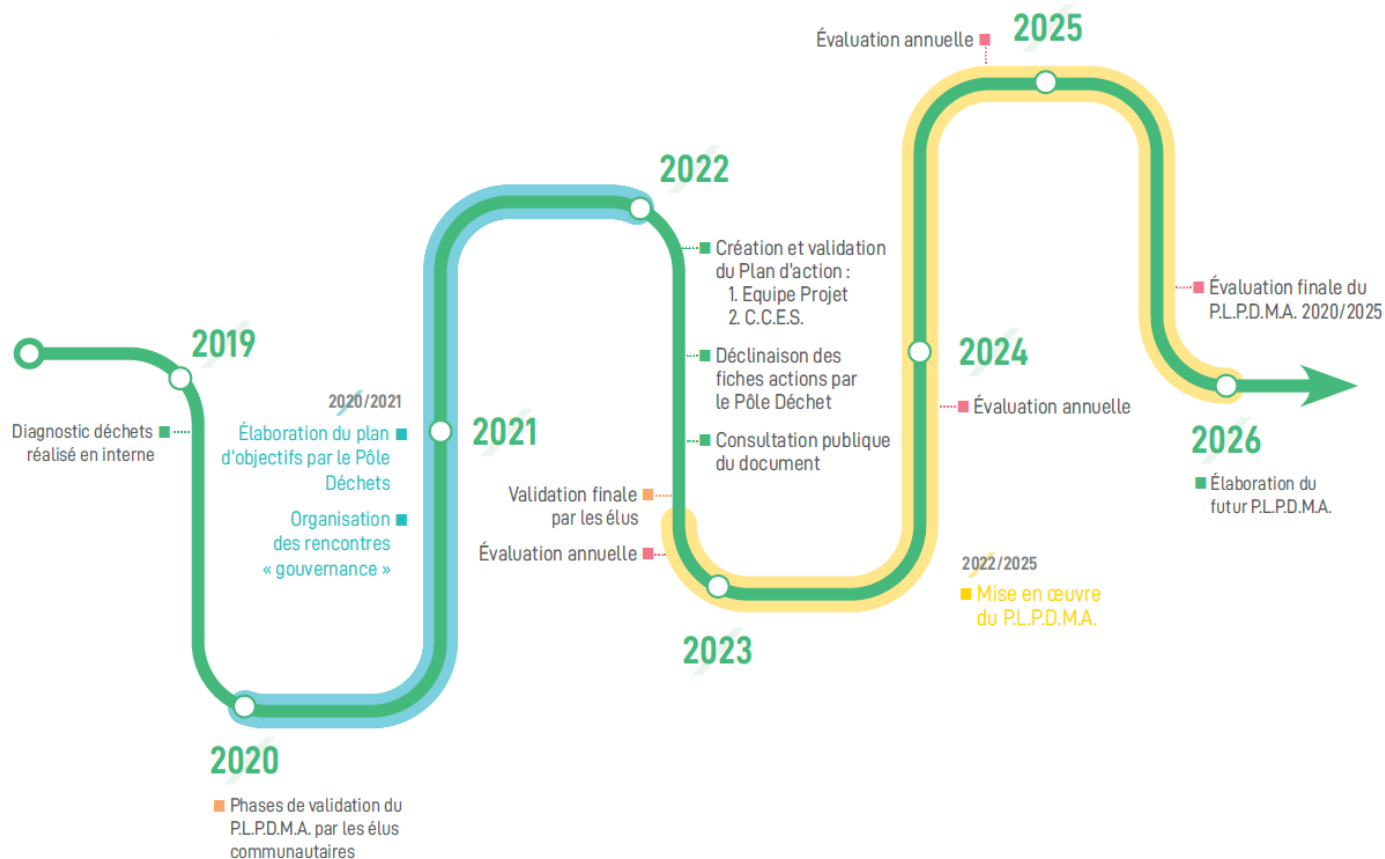 2019
Diagnostic déchets
réalisé en interne
2020
Phases de validation du
P.L.P.D.M.A. par les élus
communautaires
2020/2021
Élaboration du plan
d'objectifs par le Pôle
Déchets
Organisation
des rencontres
« gouvernance »
2021
2022
Création et validation
du Plan d'action :
1. Equipe Projet
2. C.C.E.S.
Déclinaison des
fiches actions par
le Pôle Déchet
Consultation publique
du document
Validation finale
par les élus
Évaluation annuelle
2023
2022/2025
Mise en œuvre
du P.L.P.D.M.A.
2024
Évaluation annuelle
Évaluation annuelle
2025
Évaluation finale du
P.L.P.D.M.A. 2020/2025
2026
Élaboration du
futur P.L.P.D.M.A.